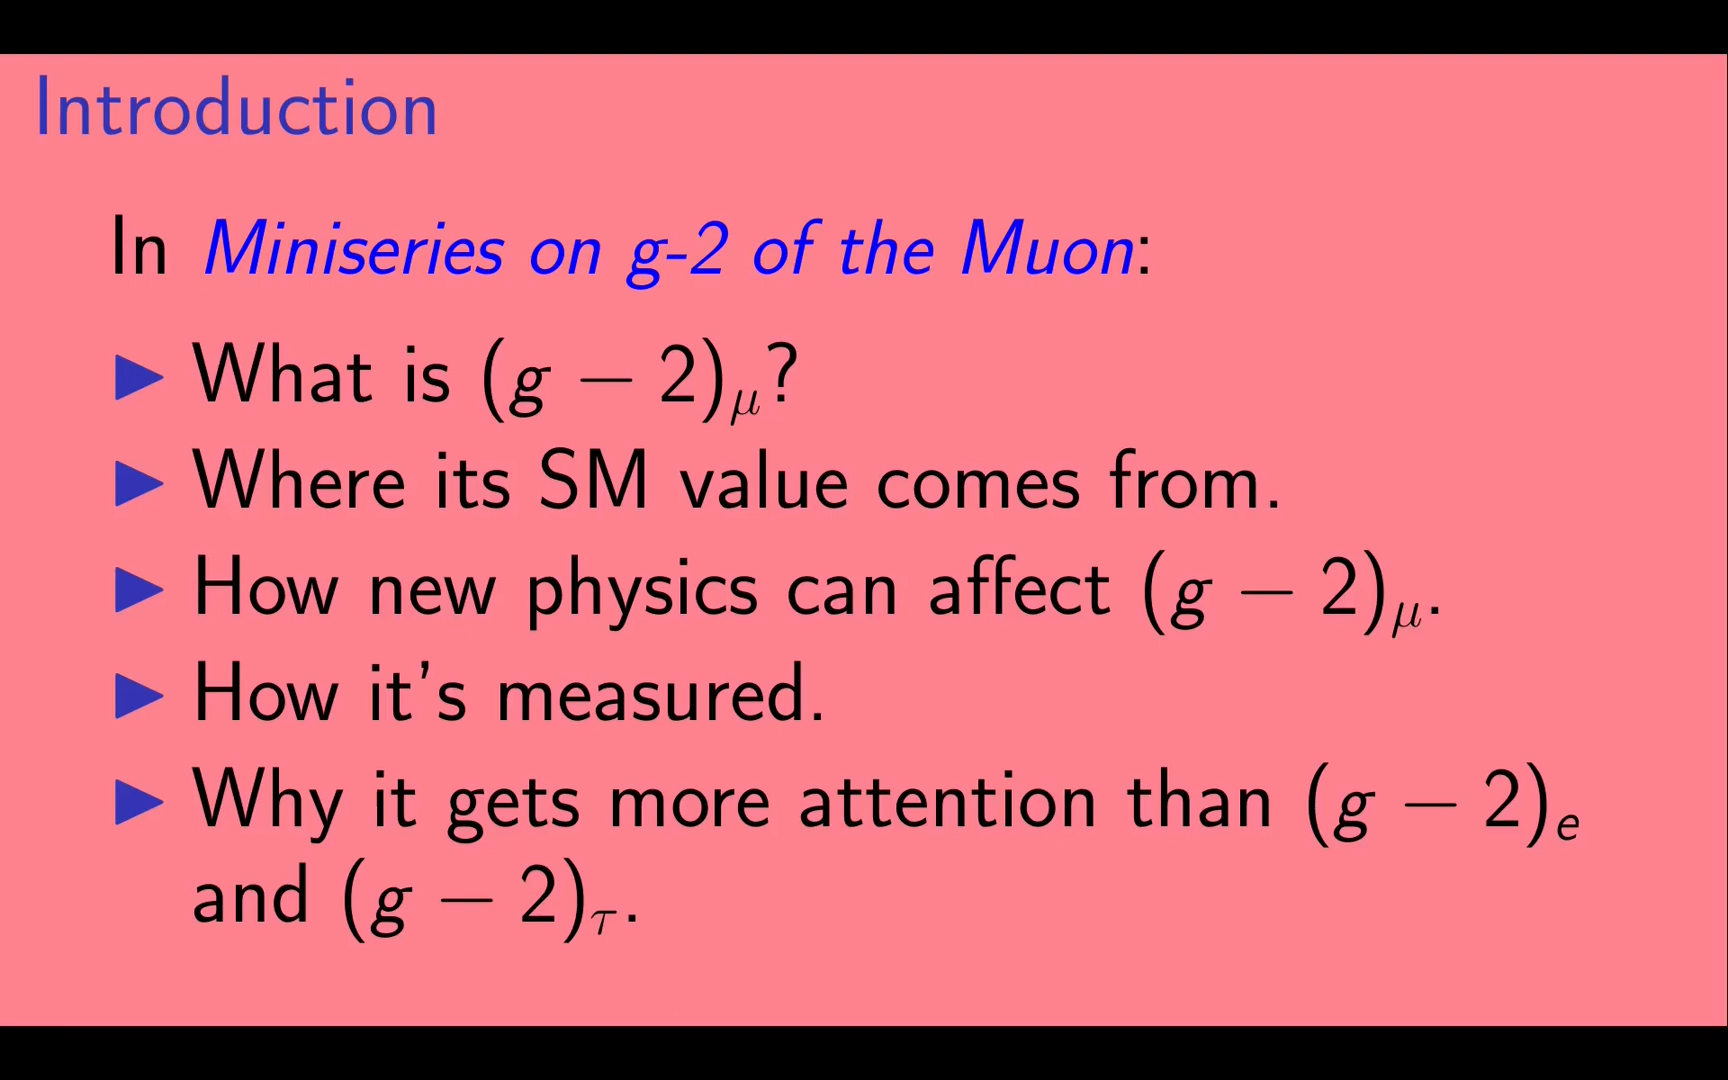 Introduction
In Miniseries on g-2 of the Muon:
▶ What is (g − 2)μ?
▶ Where its SM value comes from.
▶ How new physics can affect (g − 2)μ.
▶ How it's measured.
▶ Why it gets more attention than (g − 2)e
and (g − 2)τ.